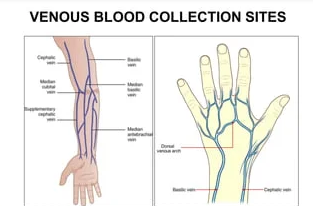 VENOUS BLOOD COLLECTION SITES
Cephalic
vein
Median
cubital
vein
Supplementary
cephalic
vein
Basilic
vein
Median
basilic
vein
Median
antebrachial
vein
Dorsal
venous arch
Basilic vein
Cephalic vein